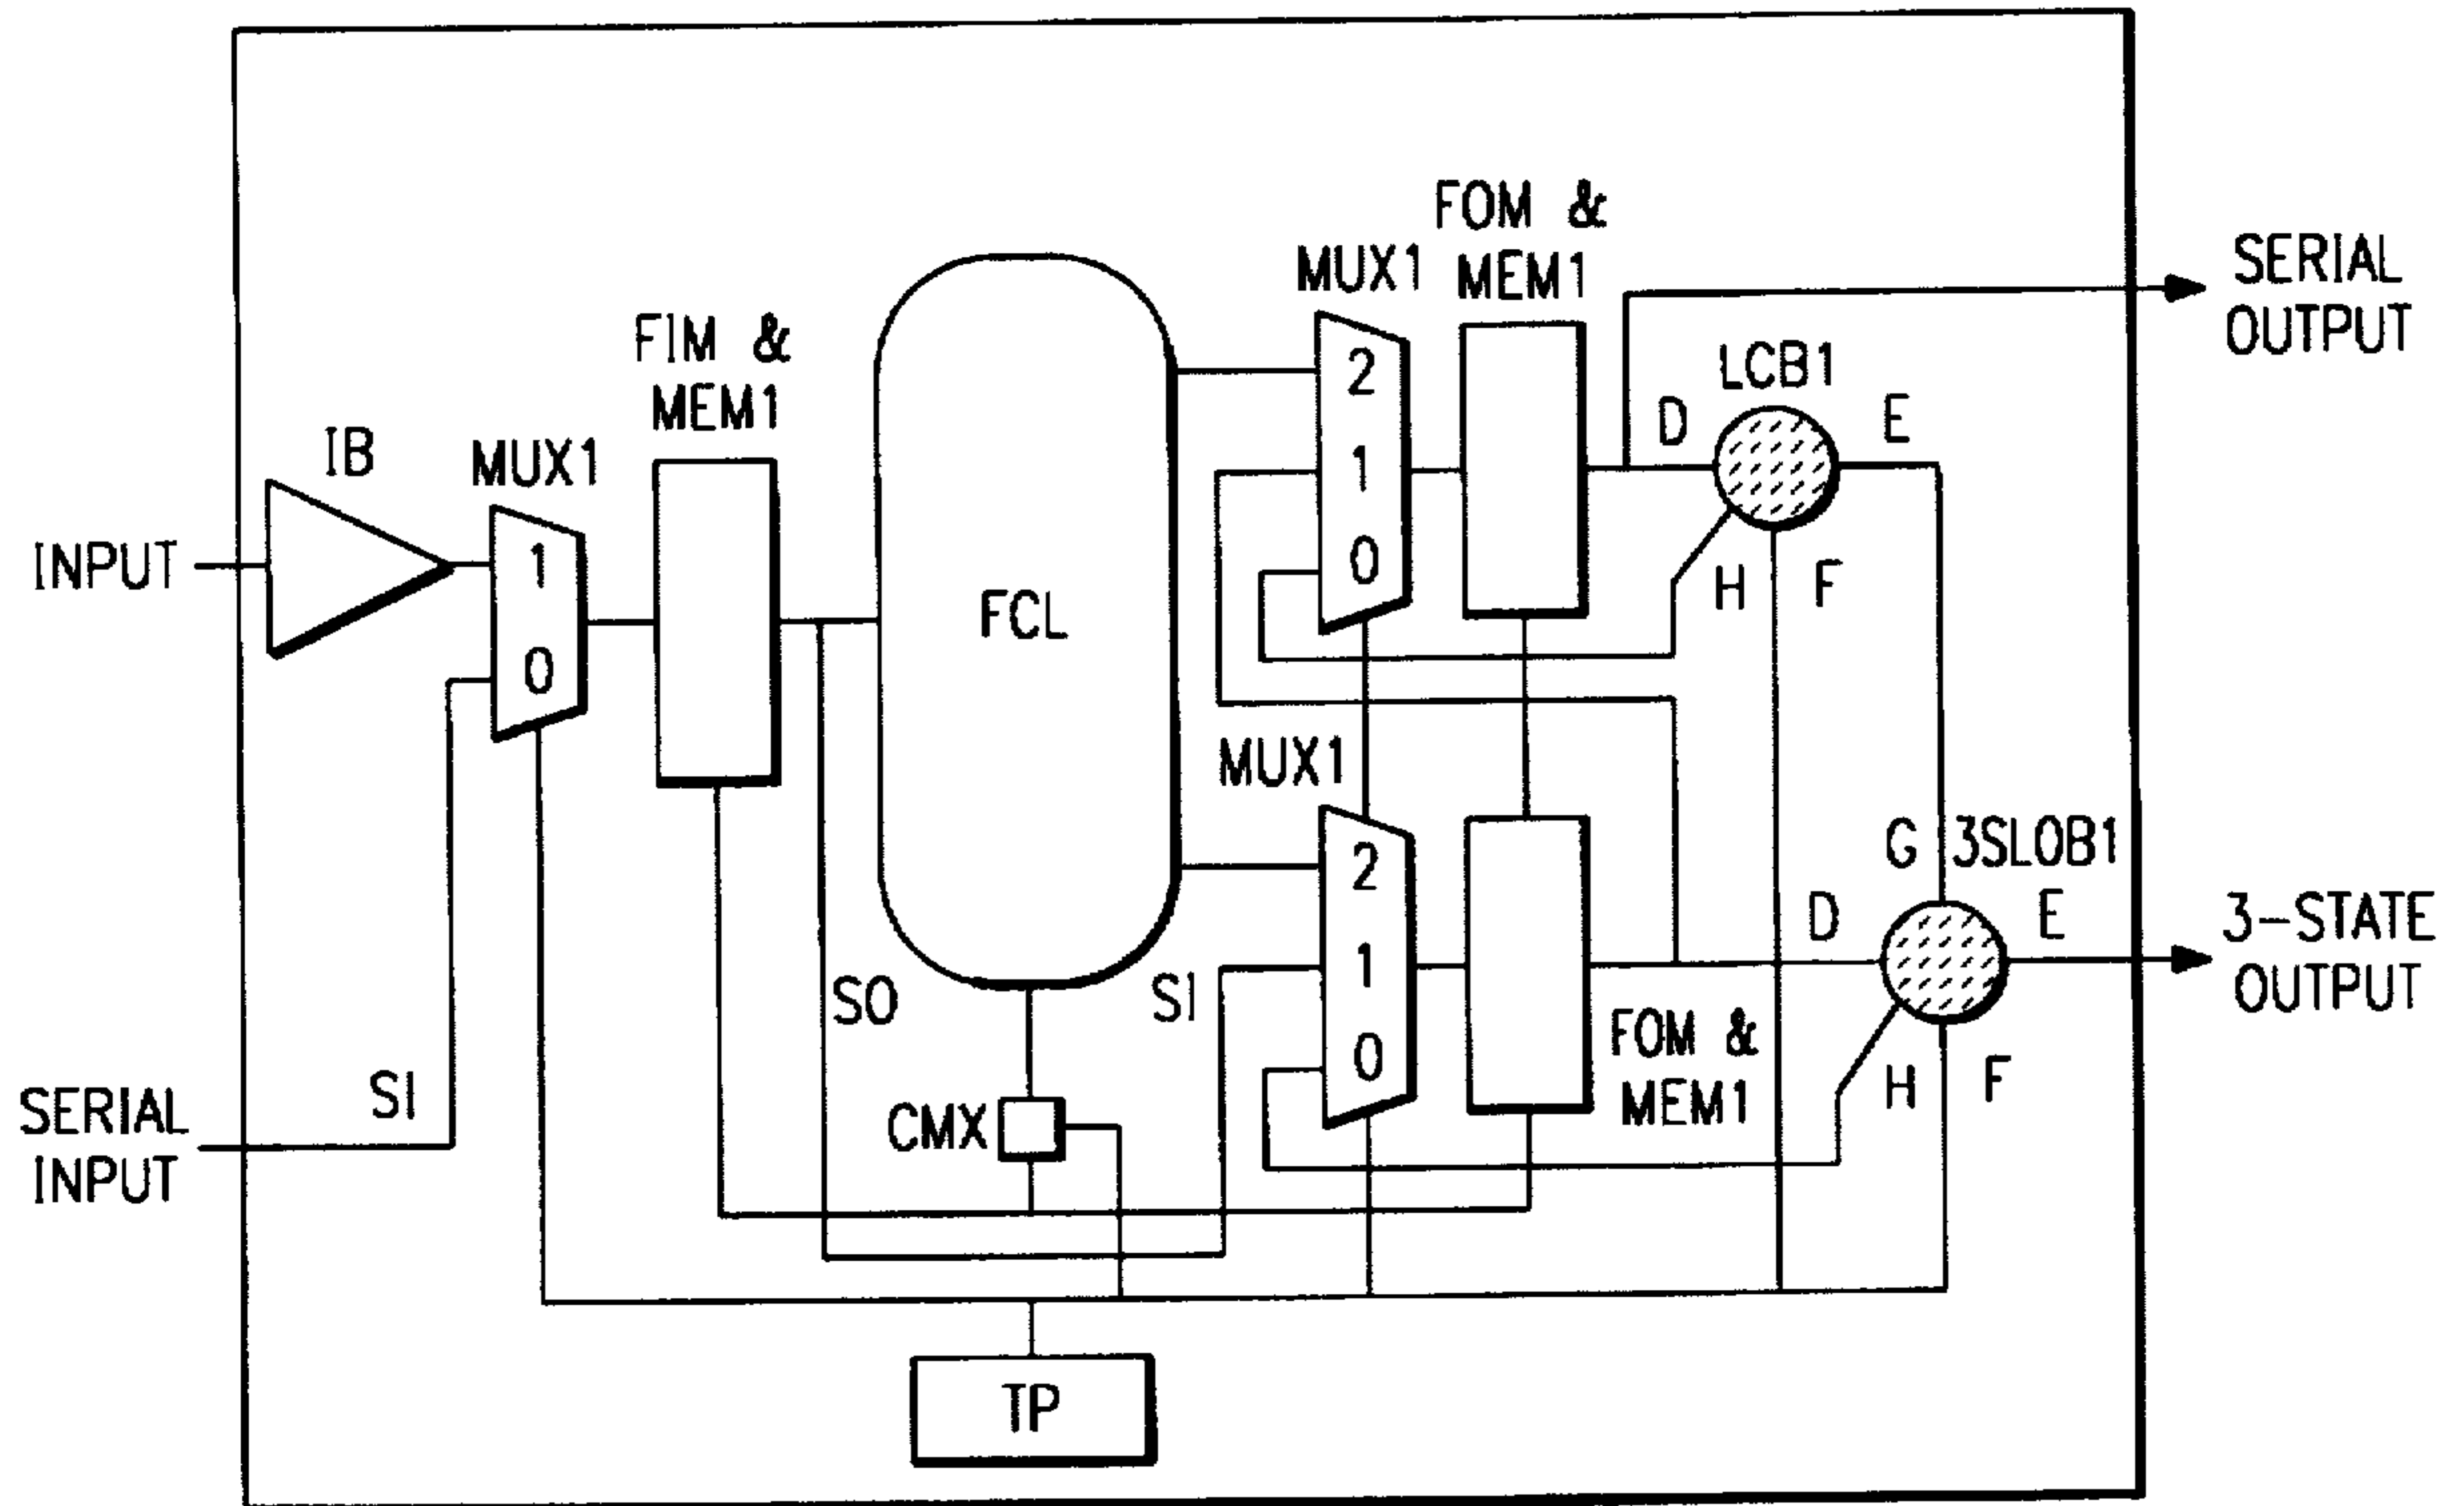 FOM &
MEM1
MUX1
SERIAL
OUTPUT
FIM &
MEM1
LCB1
2
D
E
IB
MUX1
1
INPUT
1
0
H
F
FCL
0
MUX1
G
3SLOB1
2
D
E
3-STATE
OUTPUT
SO
SI
1
FOM &
MEM1
0
H
F
SI
SERIAL
INPUT
CMX
TP